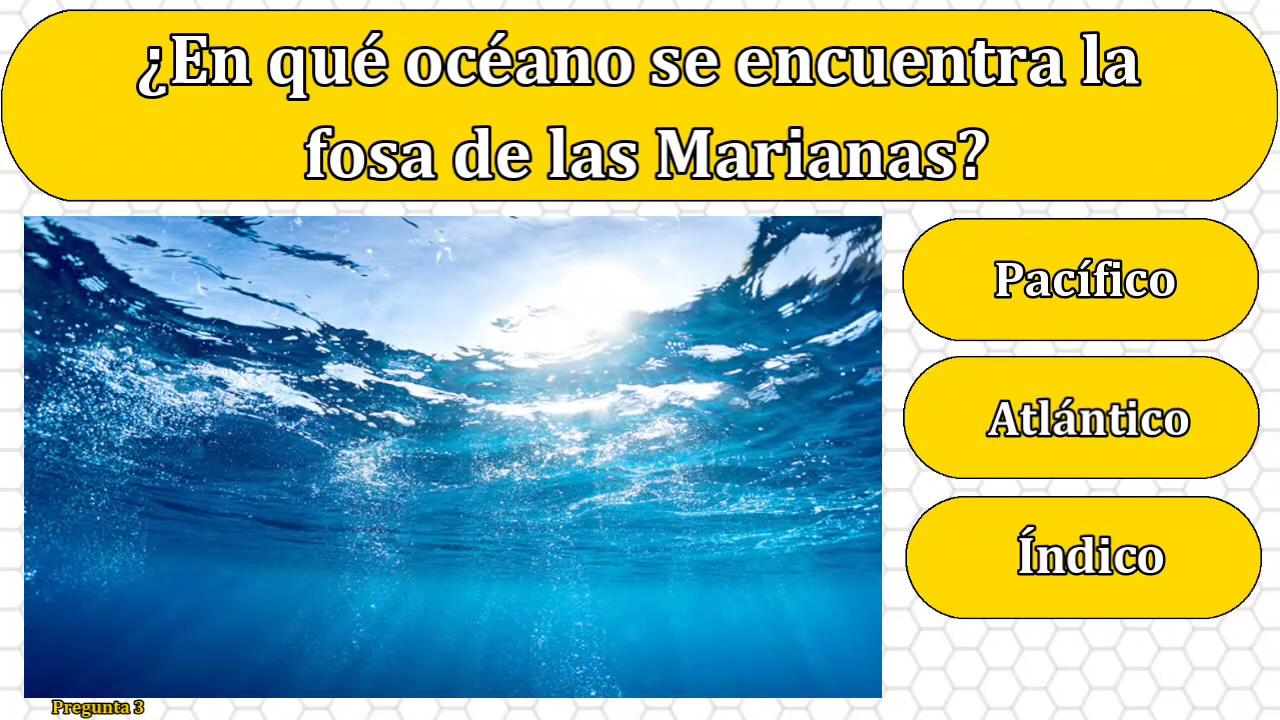 ¿En qué océano se encuentra la
fosa de las Marianas?
Pacífico
Atlántico
Índico
Pregunta 3